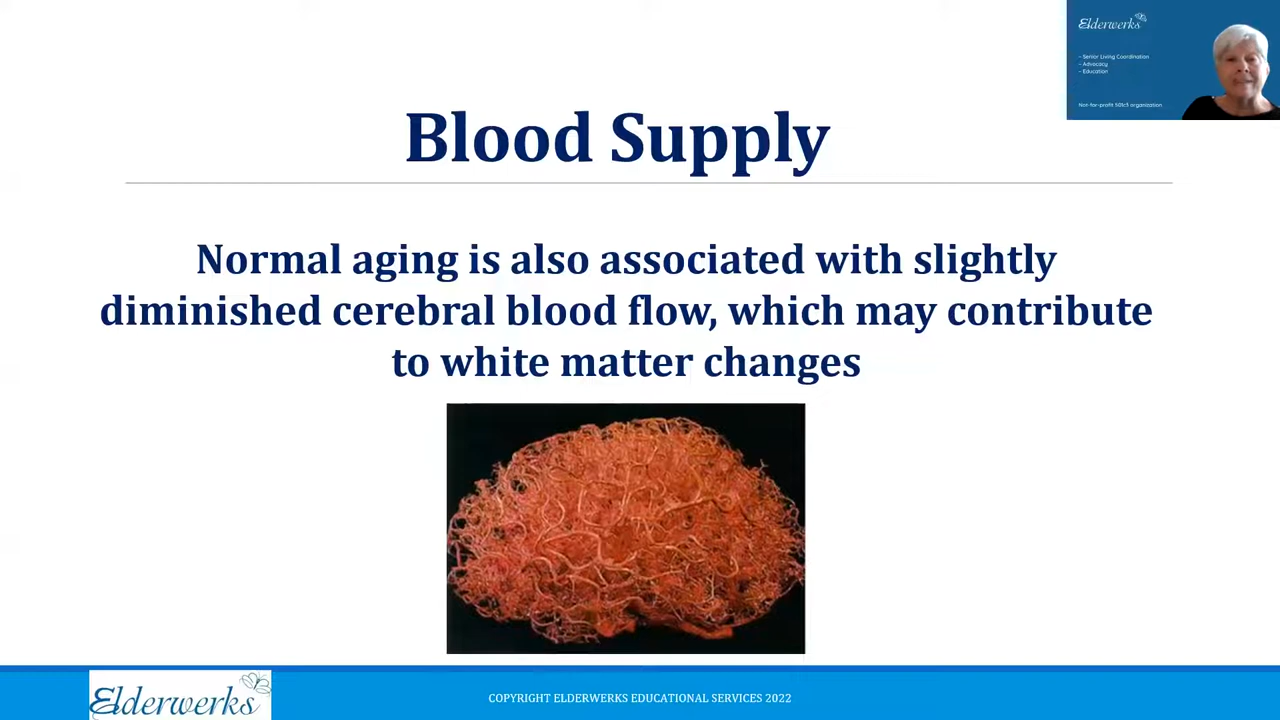 Elderwerks
- Senior Living Coordination
- Advocacy
- Education
Not-for-profit 501c3 organization
Blood Supply
Normal aging is also associated with slightly
diminished cerebral blood flow, which may contribute
to white matter changes
Elderwerks
COPYRIGHT ELDERWERKS EDUCATIONAL SERVICES 2022